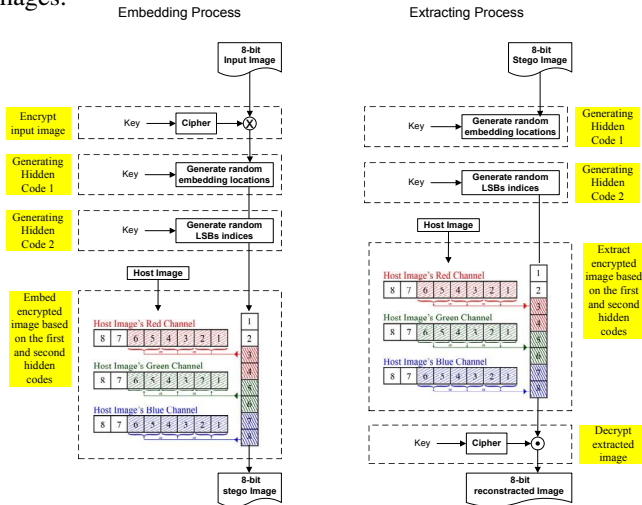 nages.
Embedding Process
8-bit
Input Image
Encrypt
input image
Key
Cipher
X
Generating
Hidden
Code 1
Key
Generate random
embedding locations
Generating
Hidden
Code 2
Key
Generate random
LSBs indices
Host Image
Embed
encrypted
image based
on the first
and second
hidden
codes
Host Image's Red Channel
8 7 6 5 4 3 2 1
Host Image's Green Channel
8 7 6 5 4 3 2 1
Host Image's Blue Channel
8 7 6 5 4 3 2 1
1
2
3
4
5
6
7
8
8-bit
stego Image
Extracting Process
8-bit
Stego Image
Key
Generate random
embedding locations
Generating
Hidden
Code 1
Key
Generate random
LSBs indices
Generating
Hidden
Code 2
Host Image
Host Image's Red Channel
8 7 6 5 4 3 2 1
Host Image's Green Channel
8 7 6 5 4 3 2 1
Host Image's Blue Channel
8 7 6 5 4 3 2 1
1
2
3
4
5
6
7
8
Extract
encrypted
image based
on the first
and second
hidden
codes
Key
Cipher
Decrypt
extracted
image
8-bit
reconstracted Image